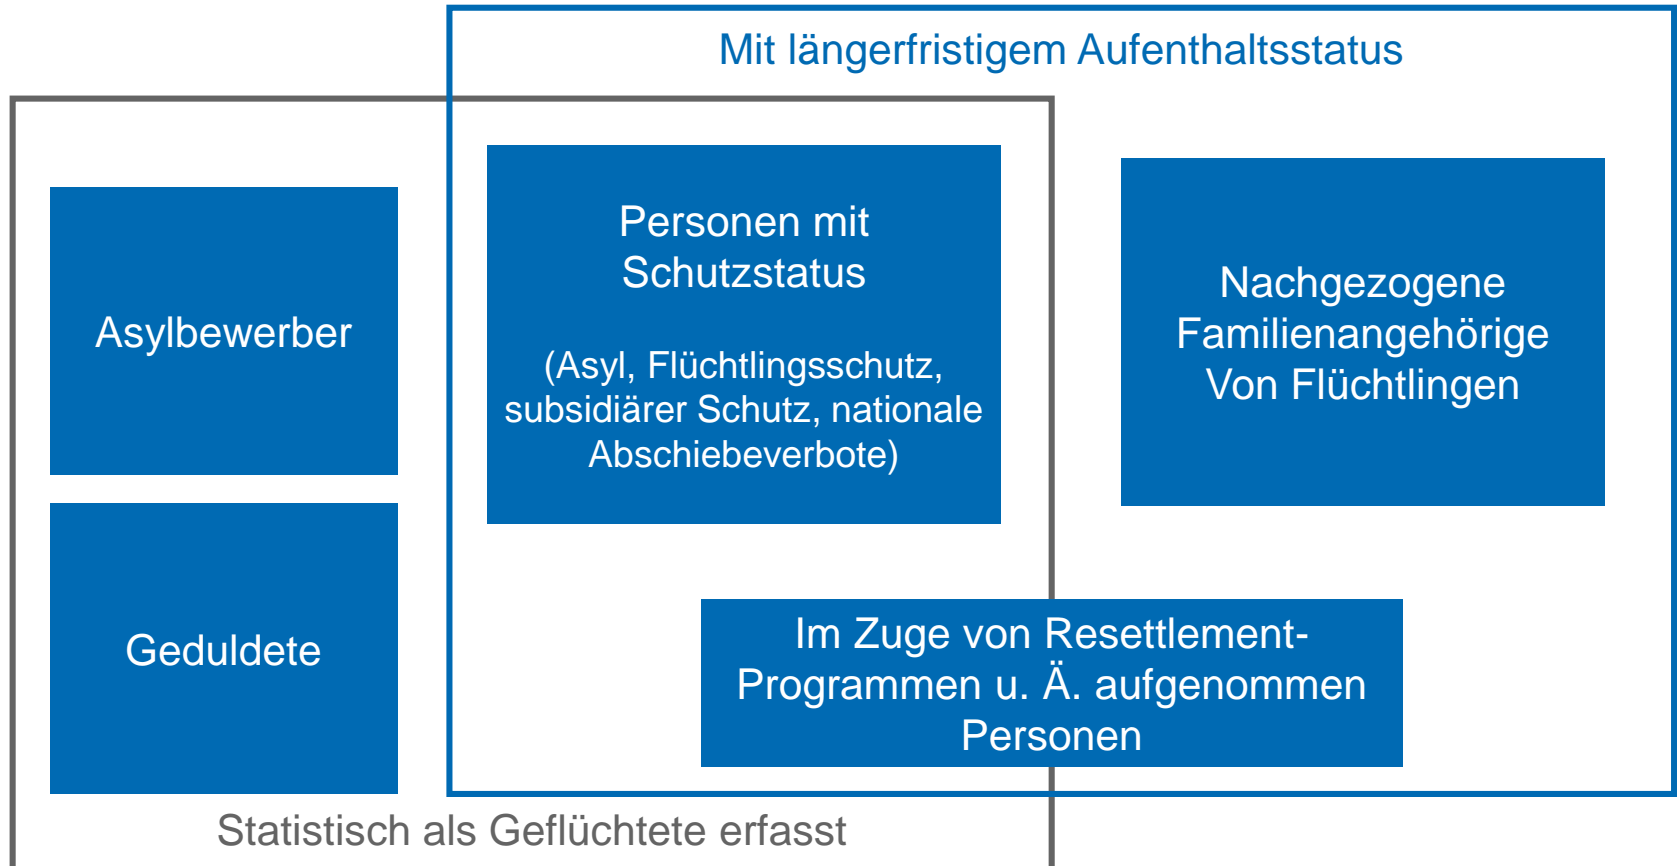 Mit längerfristigem Aufenthaltsstatus
Asylbewerber
Geduldete
Personen mit
Schutzstatus
(Asyl, Flüchtlingsschutz,
subsidiärer Schutz, nationale
Abschiebeverbote)
Nachgezogene
Familienangehörige
Von Flüchtlingen
Im Zuge von Resettlement-
Programmen u. Ä. aufgenommen
Personen
Statistisch als Geflüchtete erfasst